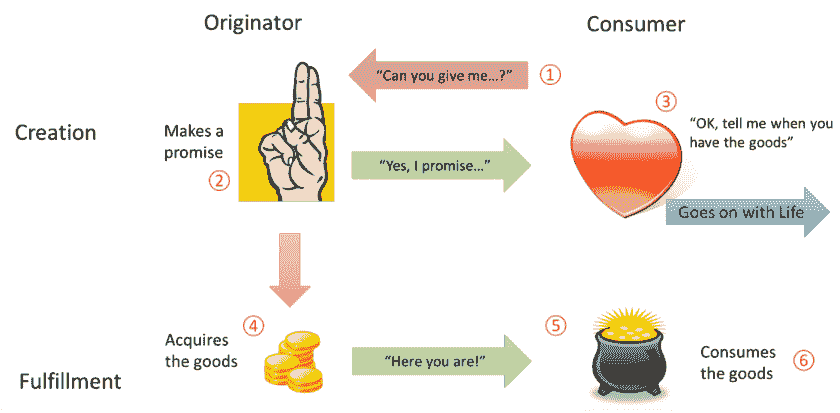 Originator
Consumer
“Can you give me…?”
①
Creation
Makes a
promise
②
“Yes, I promise…”
③
“OK, tell me when you
have the goods”
Goes on with Life
④
Acquires
the goods
“Here you are!”
⑤
Consumes
the goods
⑥
Fulfillment